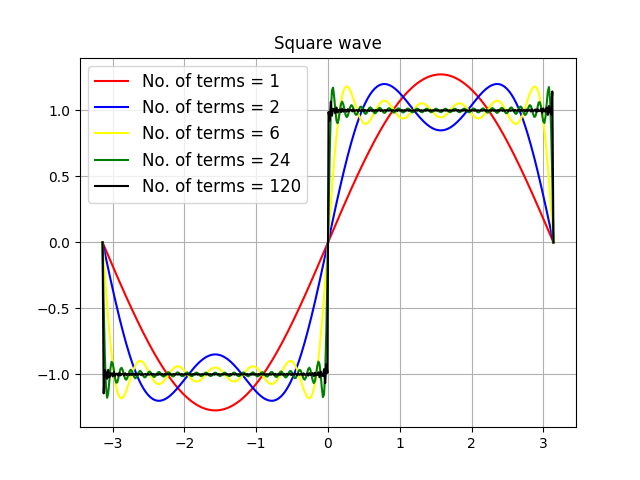 Square wave
No. of terms = 1
No. of terms = 2
No. of terms = 6
No. of terms = 24
No. of terms = 120
1.0
0.5
0.0
−0.5
−1.0
−3 −2 −1 0 1 2 3